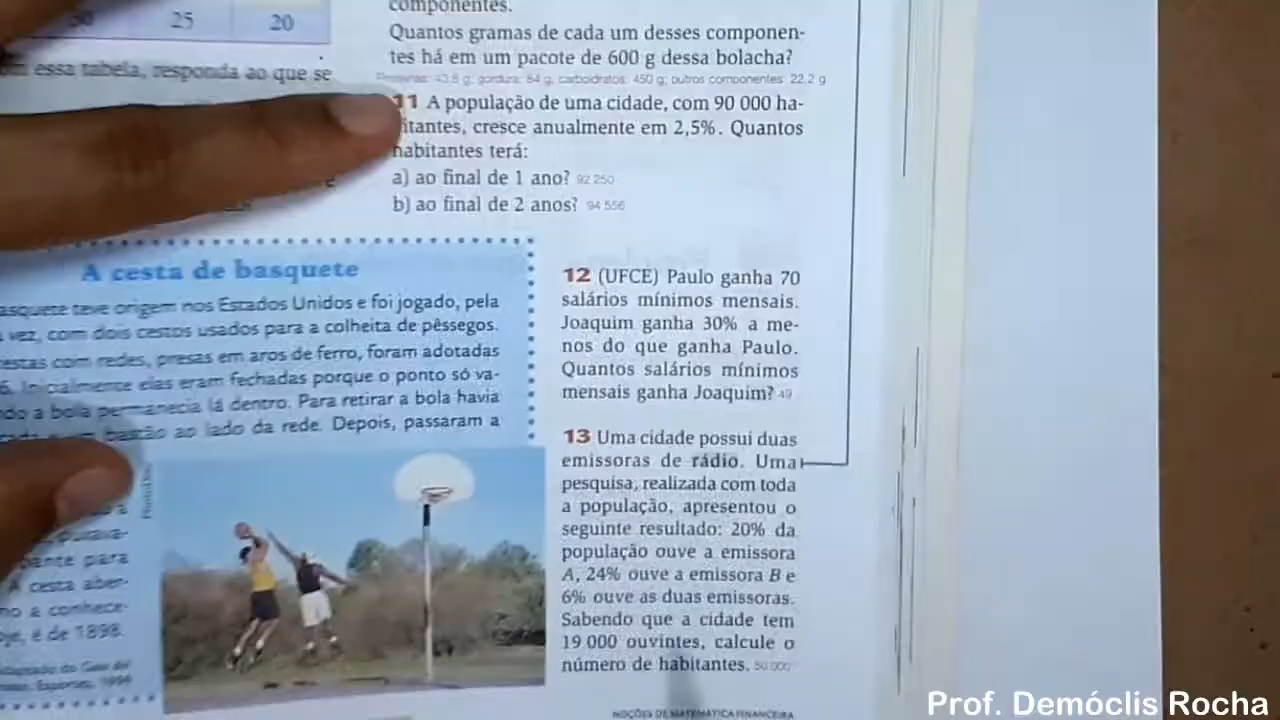 componentes.
25 20
Quantos gramas de cada um desses componen-
tes há em um pacote de 600 g dessa bolacha?
essa tabela, responda ao que se
gordura: 84 g, carboidratos: 450 g; outros componentes: 22,2 g
11 A população de uma cidade, com 90 000 ha-
bitantes, cresce anualmente em 2,5%. Quantos
habitantes terá:
a) ao final de 1 ano? 92 250
b) ao final de 2 anos? 94 556
A cesta de basquete
asquete teve origem nos Estados Unidos e foi jogado, pela
vez, com dois cestos usados para a colheita de pêssegos.
estas com redes, presas em aros de ferro, foram adotadas
6. Inicialmente elas eram fechadas porque o ponto só va-
ndo a bola permanecia lá dentro. Para retirar a bola havia
bastão ao lado da rede. Depois, passaram a
para
cesta aber-
no a conhece-
oje, é de 1898.
12 (UFCE) Paulo ganha 70
salários mínimos mensais.
Joaquim ganha 30% a me-
nos do que ganha Paulo.
Quantos salários mínimos
mensais ganha Joaquim? 49
13 Uma cidade possui duas
emissoras de rádio. Uma
pesquisa, realizada com toda
a população, apresentou o
seguinte resultado: 20% da
população ouve a emissora
A, 24% ouve a emissora B e
6% ouve as duas emissoras.
Sabendo que a cidade tem
19 000 ouvintes, calcule o
número de habitantes. 50 000
NOÇÕES DE MATEMÁTICA FINANCEIRA
Prof. Demóclis Rocha